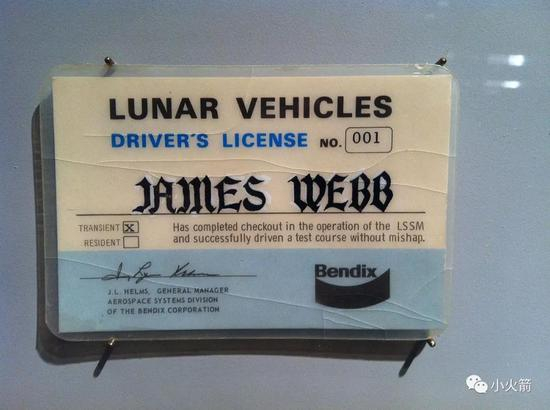 LUNAR VEHICLES
DRIVER'S LICENSE NO. 001
JAMES WEBB
TRANSIENT X
RESIDENT
Has completed checkout in the operation of the LSSM
and successfully driven a test course without mishap.
J.L. HELMS, GENERAL MANAGER
AEROSPACE SYSTEMS DIVISION
OF THE BENDIX CORPORATION
Bendix
小火箭